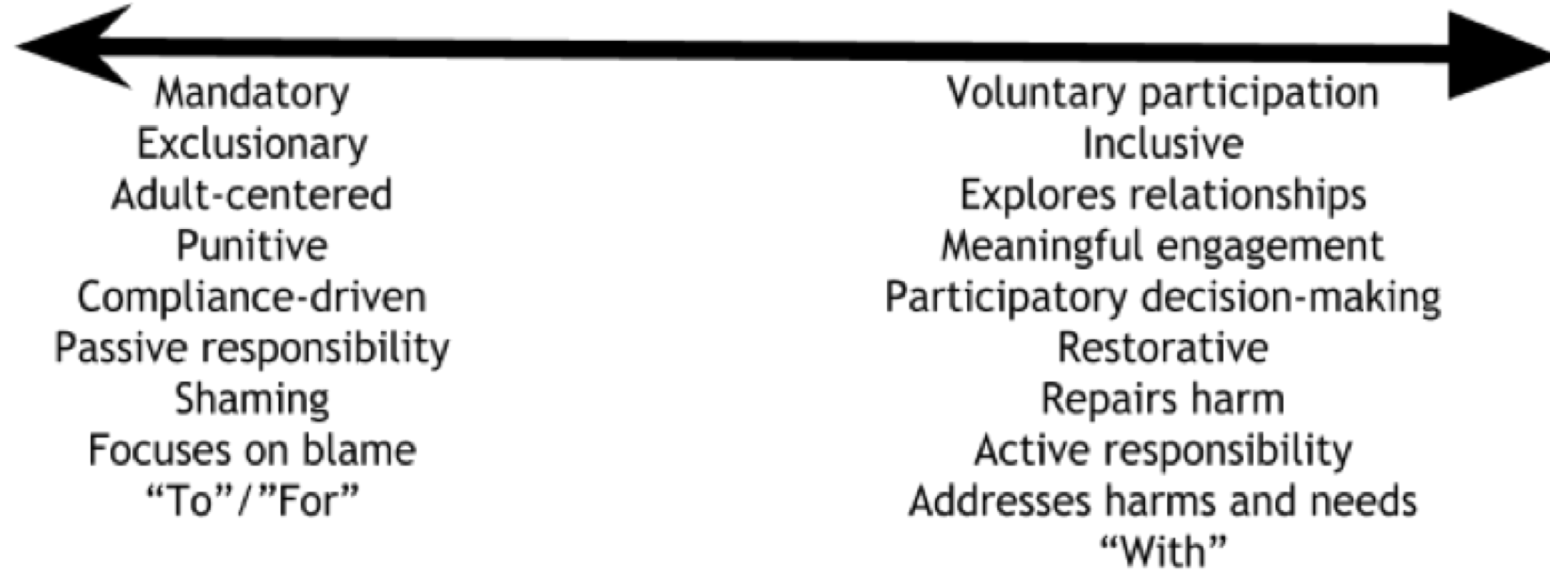 Mandatory
Exclusionary
Adult-centered
Punitive
Compliance-driven
Passive responsibility
Shaming
Focuses on blame
“To”/”For”
Voluntary participation
Inclusive
Explores relationships
Meaningful engagement
Participatory decision-making
Restorative
Repairs harm
Active responsibility
Addresses harms and needs
“With”